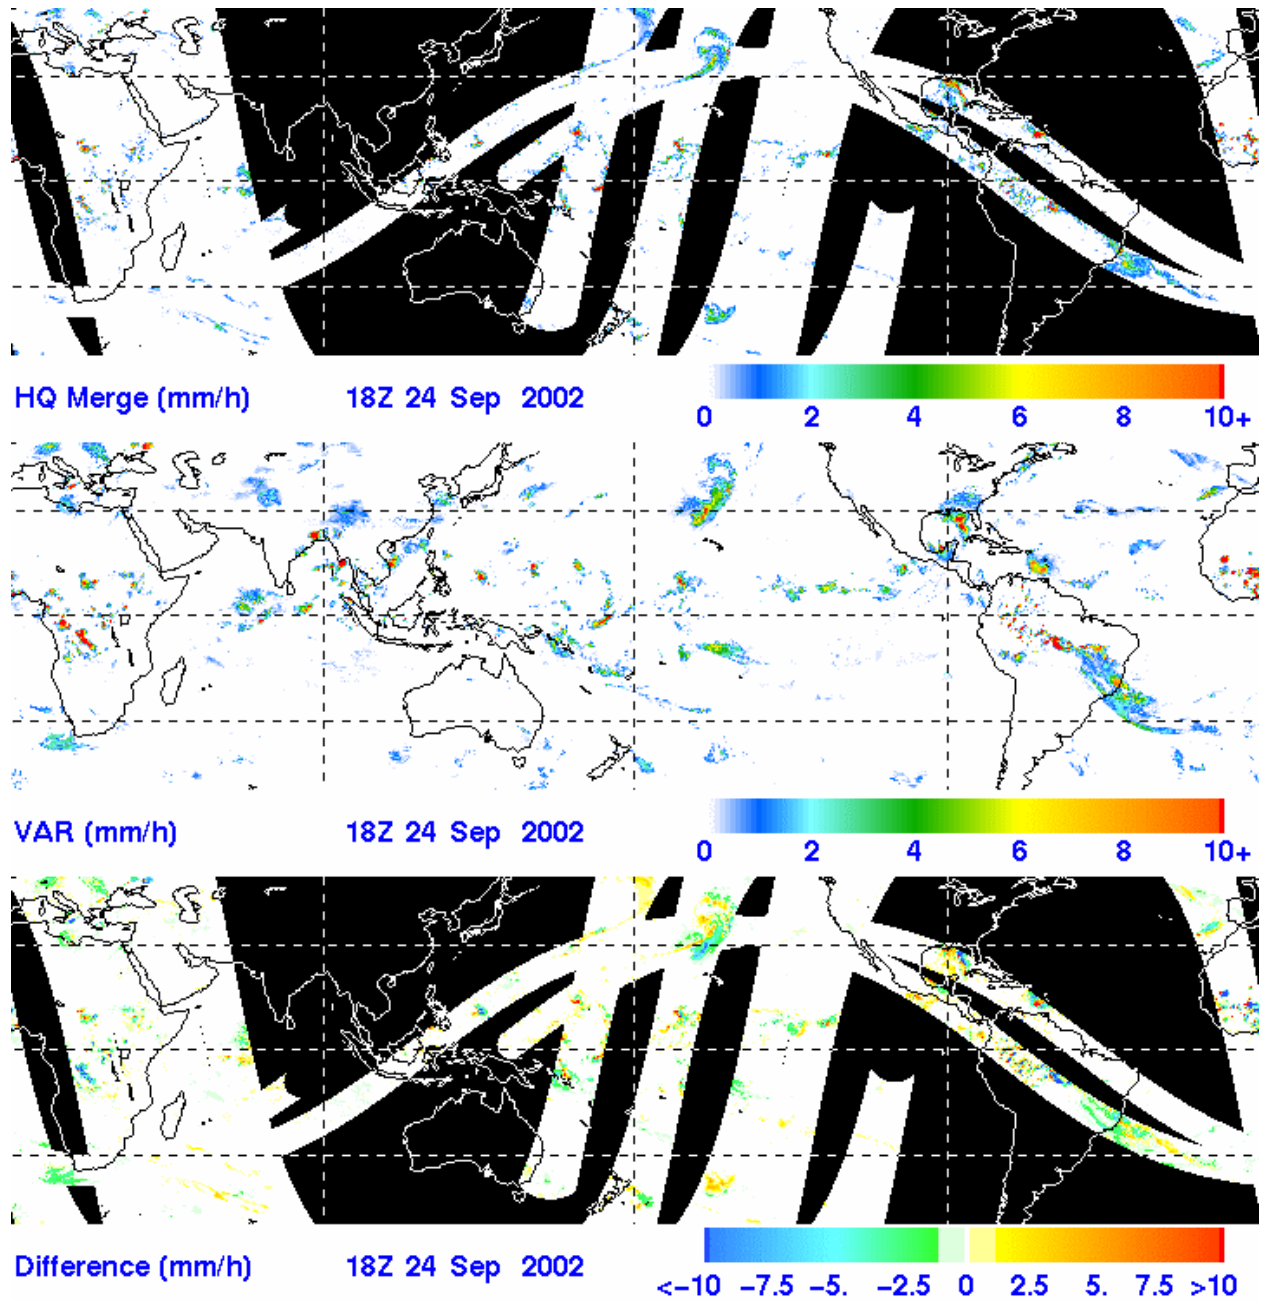 HQ Merge (mm/h) 18Z 24 Sep 2002
0 2 4 6 8 10+
VAR (mm/h) 18Z 24 Sep 2002
0 2 4 6 8 10+
Difference (mm/h) 18Z 24 Sep 2002
<-10 -7.5 -5. -2.5 0 2.5 5. 7.5 >10